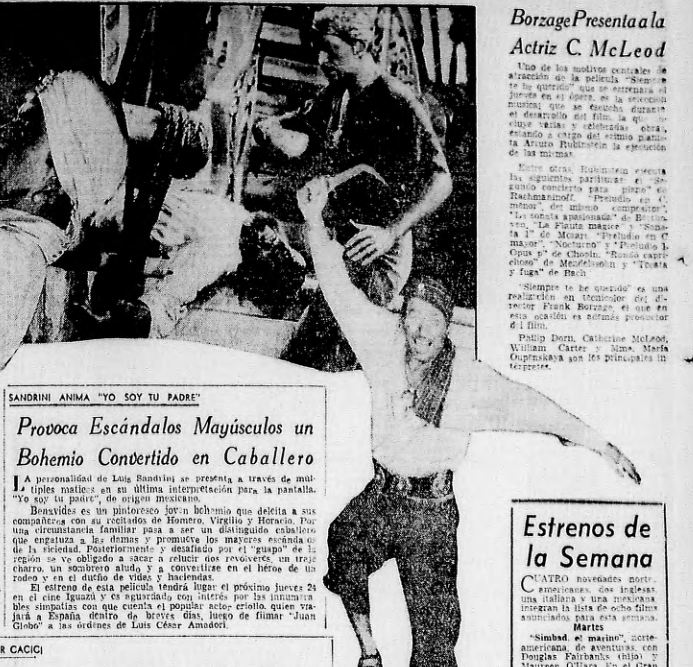 Borzage Presenta a la
Actriz C. McLeod
Uno de los motivos centrales de
atracción de la película "Siempre
te he querido" que se estrenará el
jueves en el ópera, es la selección
musical que se escucha durante
el desarrollo del film, la que in-
cluye varias y celebradas obras,
estando a cargo del eximio pianis-
ta Arturo Rubinstein la ejecución
de las mismas.
Entre otras, Rubinstein ejecuta
las siguientes partituras: el "Se-
gundo concierto para piano" de
Rachmaninoff, "Preludio en C.
menor", del mismo compositor",
"La sonata apasionada" de Beetho-
ven, "La Flauta mágica" y "Sona-
ta I" de Mozart, "Preludio en C
mayor", "Nocturno" y "Preludio 1,
Opus p" de Chopin, "Rondo capri-
choso" de Mendelssohn y "Tocata
y fuga" de Bach.
"Siempre te he querido" es una
realización en tecnicolor del di-
rector Frank Borzage, el que en
esta ocasión es además productor
del film.
Philip Dorn, Catherine McLeod,
William Carter y Mme. María
Ouspenskaya son los principales in-
térpretes.
SANDRINI ANIMA "YO SOY TU PADRE"
Provoca Escándalos Mayúsculos un
Bohemio Convertido en Caballero
LA personalidad de Luis Sandrini se presenta a través de múl-
tiples matices en su última interpretación para la pantalla.
"Yo soy tu padre", de origen mexicano.
Benavides es un pintoresco joven bohemio que deleita a sus
compañeros con su recitados de Homero, Virgilio y Horacio. Por
una circunstancia familiar pasa a ser un distinguido caballero
que engatuza a las damas y promueve los mayores escándalos
de la sociedad. Posteriormente y desafiado por el "guapo" de la
región se ve obligado a sacar a relucir dos revolvers, un traje
charro, un sombrero aludo y a convertirse en el héroe de un
rodeo y en el dueño de vidas y haciendas.
El estreno de esta película tendrá lugar el próximo jueves 24
en el cine Iguazú y es aguardado con interés por las innumera-
bles simpatías con que cuenta el popular actor criollo, quien via-
jará a España dentro de breves días, luego de filmar "Juan
Globo" a las órdenes de Luis César Amadori.
R CACICI
Estrenos de
la Semana
CUATRO novedades norte-
americanas, dos inglesas,
una italiana y una mexicana,
integran la lista de ocho films
anunciados para esta semana.
Martes
"Simbad, el marino", norte-
americana, de aventuras, con
Douglas Fairbanks (hijo) y
Maureen O'Hara. En el Gran